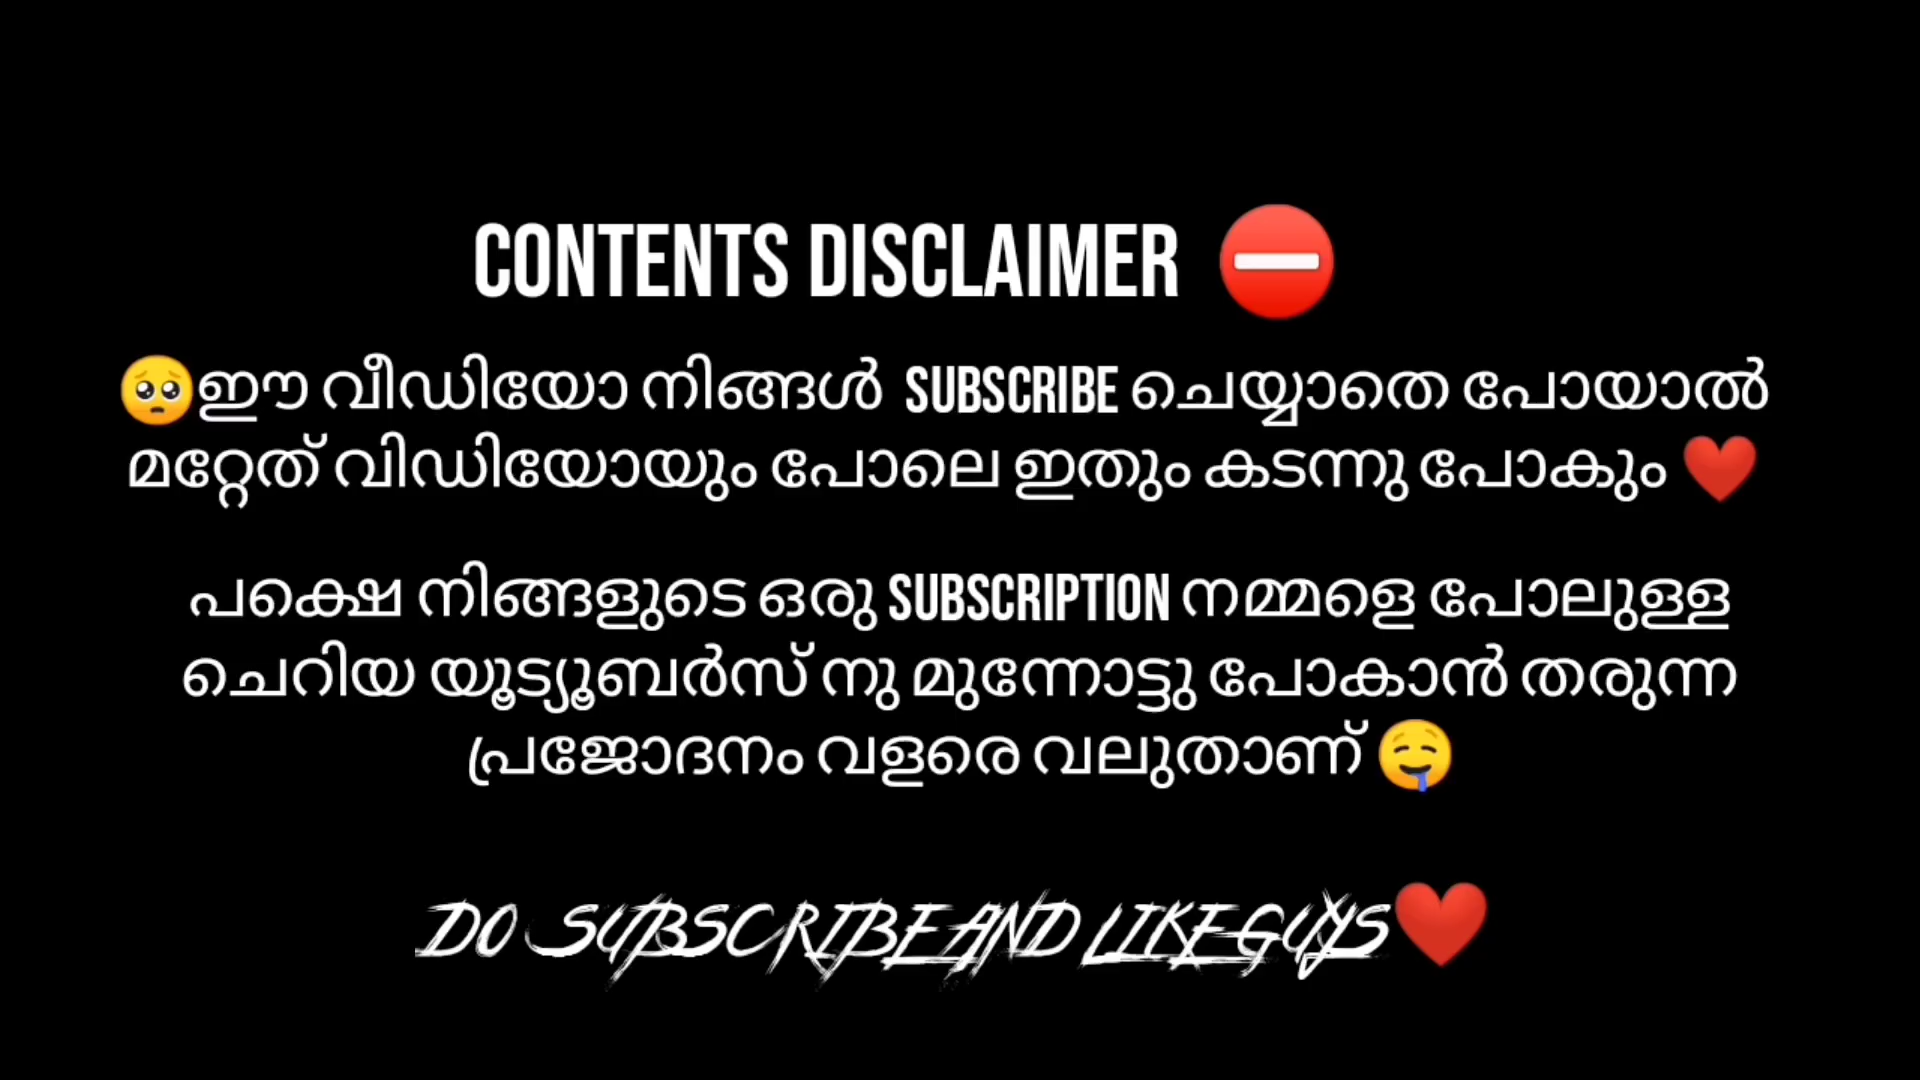 CONTENTS DISCLAIMER ⛔
🥺ഈ വീഡിയോ നിങ്ങൾ SUBSCRIBE ചെയ്യാതെ പോയാൽ
മറ്റേത് വിഡിയോയും പോലെ ഇതും കടന്നു പോകും ❤️
പക്ഷെ നിങ്ങളുടെ ഒരു SUBSCRIPTION നമ്മളെ പോലുള്ള
ചെറിയ യൂട്യൂബർസ് നു മുന്നോട്ടു പോകാൻ തരുന്ന
പ്രജോദനം വളരെ വലുതാണ് 🤤
DO SUBSCRIBE AND LIKE GUYS❤️